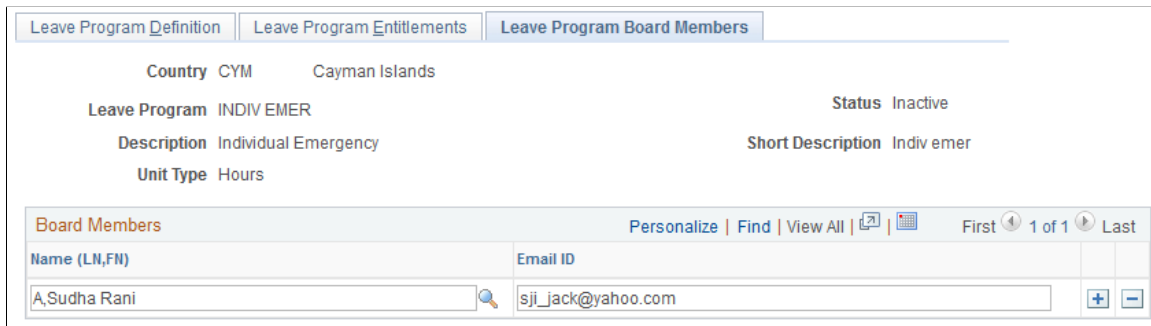 Leave Program Definition Leave Program Entitlements Leave Program Board Members
Country CYM Cayman Islands
Leave Program INDIV EMER Status Inactive
Description Individual Emergency Short Description Indiv emer
Unit Type Hours
Board Members Personalize | Find | View All | | First 1 of 1 Last
Name (LN,FN) Email ID
A,Sudha Rani sji_jack@yahoo.com